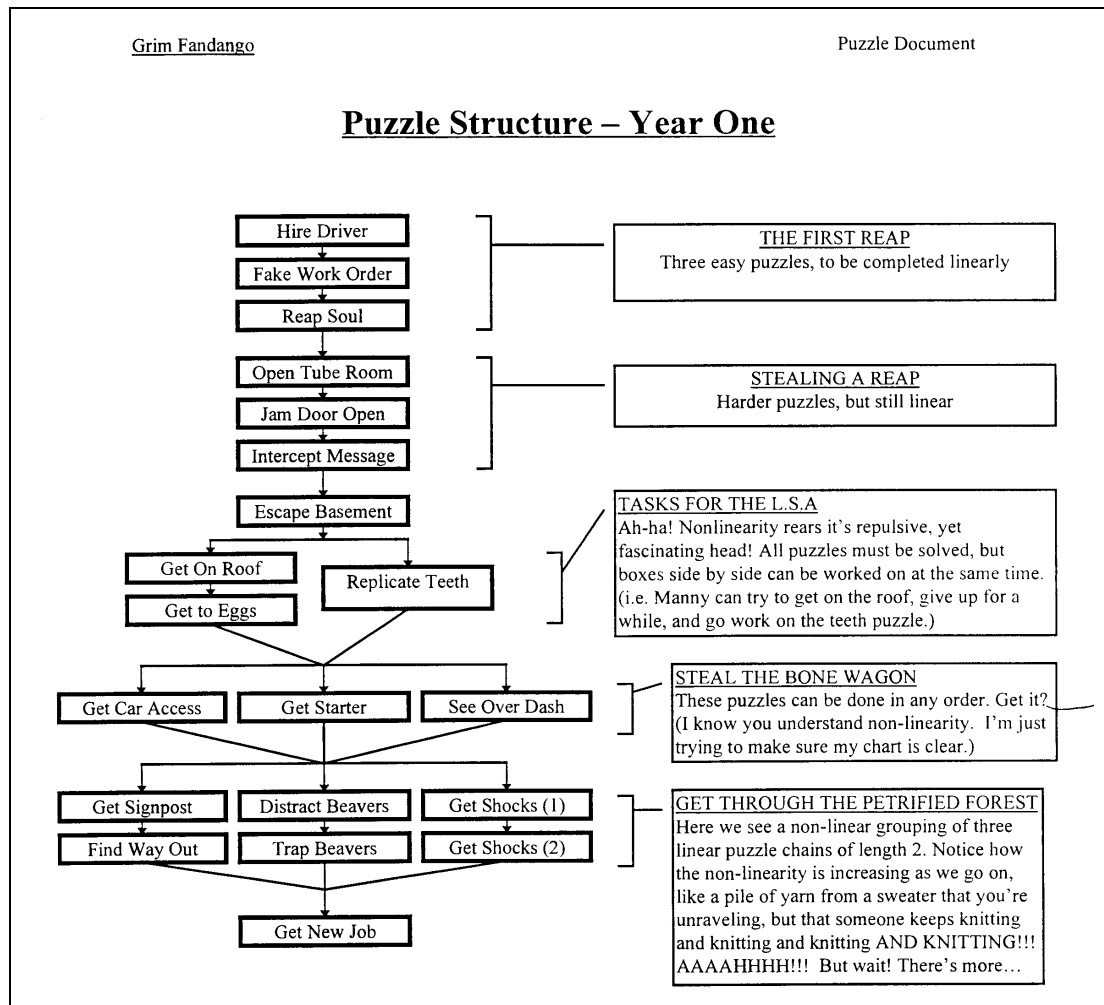 Grim Fandango
Puzzle Document
Puzzle Structure – Year One
Hire Driver
Fake Work Order
Reap Soul
THE FIRST REAP
Three easy puzzles, to be completed linearly
Open Tube Room
Jam Door Open
Intercept Message
STEALING A REAP
Harder puzzles, but still linear
Escape Basement
Get On Roof
Replicate Teeth
Get to Eggs
TASKS FOR THE L.S.A
Ah-ha! Nonlinearity rears it's repulsive, yet
fascinating head! All puzzles must be solved, but
boxes side by side can be worked on at the same time.
(i.e. Manny can try to get on the roof, give up for a
while, and go work on the teeth puzzle.)
Get Car Access
Get Starter
See Over Dash
STEAL THE BONE WAGON
These puzzles can be done in any order. Get it?
(I know you understand non-linearity. I'm just
trying to make sure my chart is clear.)
Get Signpost
Distract Beavers
Get Shocks (1)
Find Way Out
Trap Beavers
Get Shocks (2)
GET THROUGH THE PETRIFIED FOREST
Here we see a non-linear grouping of three
linear puzzle chains of length 2. Notice how
the non-linearity is increasing as we go on,
like a pile of yarn from a sweater that you're
unraveling, but that someone keeps knitting
and knitting and knitting AND KNITTING!!!
AAAAHHHH!!! But wait! There's more…
Get New Job